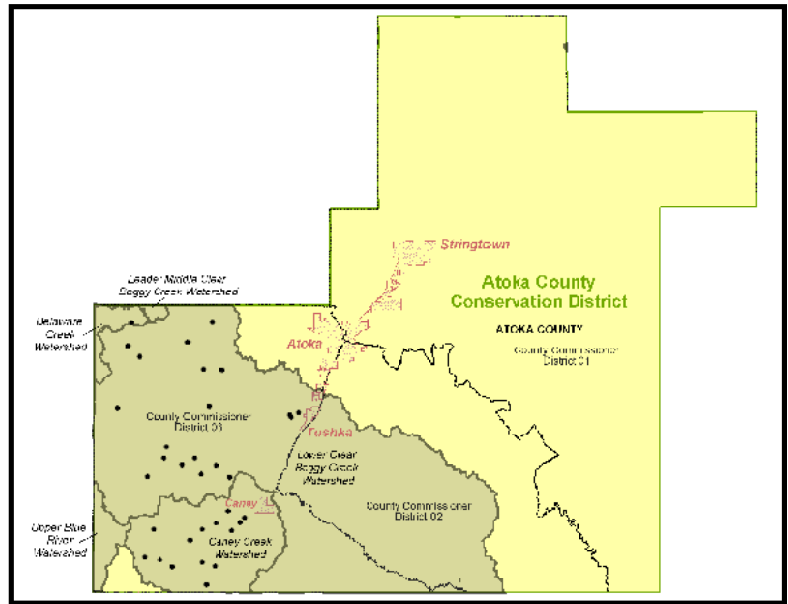 Stringtown
Leader Middle Clear
Boggy Creek Watershed
Atoka County
Conservation District
Delaware
Creek
Watershed
Atoka
ATOKA COUNTY
County Commissioner
District 01
County Commissioner
District 03
Tushka
Lower Clear
Boggy Creek
Watershed
Caney
County Commissioner
District 02
Upper Blue
River
Watershed
Caney Creek
Watershed